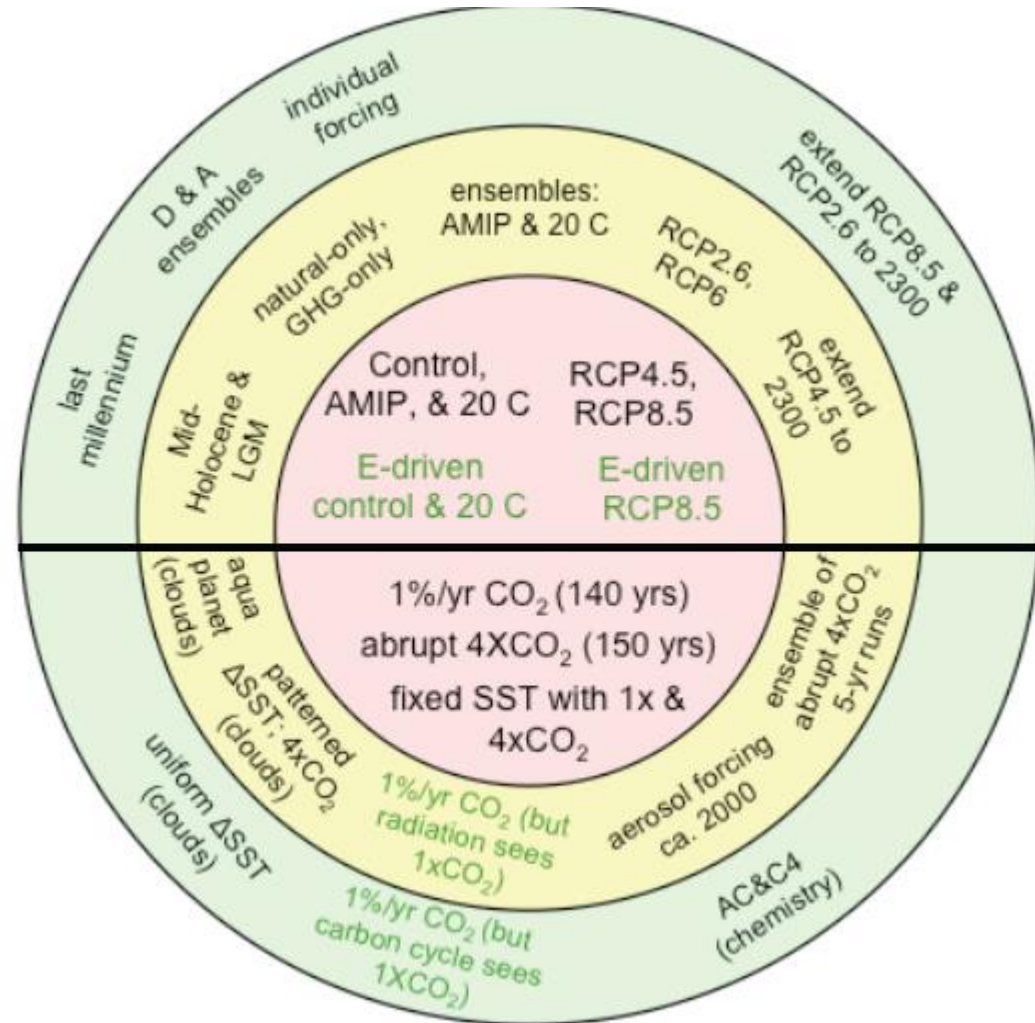 individual
forcing
D & A
ensembles
last
millennium
extend RCP8.5 &
RCP2.6 to 2300
ensembles:
AMIP & 20 C
natural-only,
GHG-only
Mid-
Holocene &
LGM
RCP2.6,
RCP6
extend
RCP4.5 to
2300
Control,
AMIP, & 20 C
RCP4.5,
RCP8.5
E-driven
control & 20 C
E-driven
RCP8.5
1%/yr CO₂ (140 yrs)
abrupt 4XCO₂ (150 yrs)
fixed SST with 1x &
4xCO₂
aqua
planet
(clouds)
patterned
ΔSST; 4xCO₂
(clouds)
1%/yr CO₂ (but
radiation sees
1xCO₂)
aerosol forcing
ca. 2000
ensemble of
abrupt 4xCO₂
5-yr runs
uniform ΔSST
(clouds)
1%/yr CO₂ (but
carbon cycle sees
1XCO₂)
AC&C4
(chemistry)